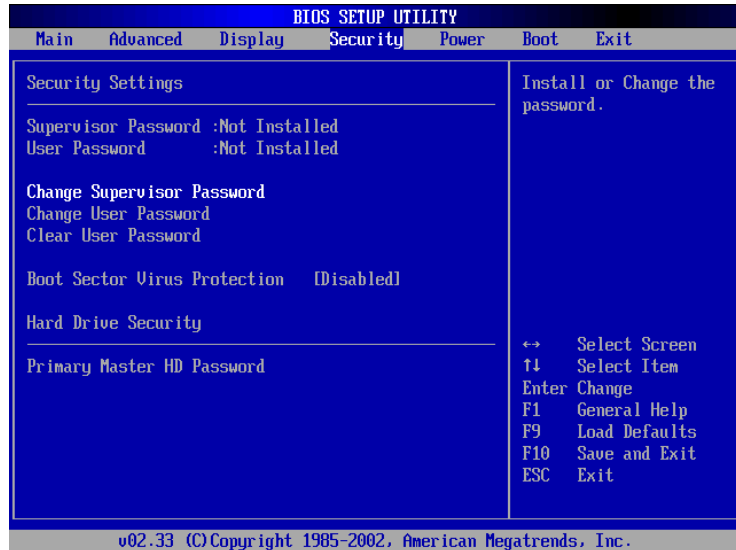 BIOS SETUP UTILITY
Main Advanced Display Security Power Boot Exit
Security Settings
Supervisor Password :Not Installed
User Password :Not Installed
Change Supervisor Password
Change User Password
Clear User Password
Boot Sector Virus Protection [Disabled]
Hard Drive Security
Primary Master HD Password
Install or Change the
password.
↔ Select Screen
↑↓ Select Item
Enter Change
F1 General Help
F9 Load Defaults
F10 Save and Exit
ESC Exit
v02.33 (C)Copyright 1985-2002, American Megatrends, Inc.